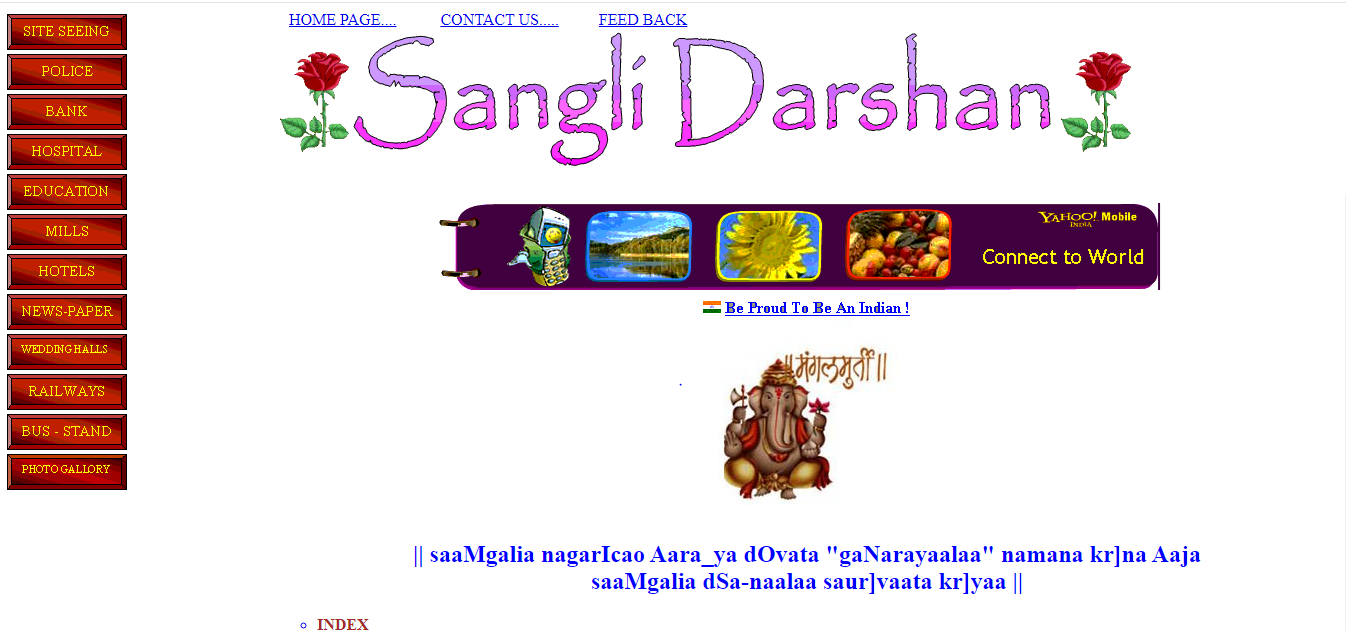 SITE SEEING
POLICE
BANK
HOSPITAL
EDUCATION
MILLS
HOTELS
NEWS-PAPER
WEDDING HALLS
RAILWAYS
BUS - STAND
PHOTO GALLORY
HOME PAGE.... CONTACT US..... FEED BACK
Sangli Darshan
YAHOO! Mobile
INDIA
Connect to World
Be Proud To Be An Indian !
॥ मंगलमुर्ती ॥
.
|| saaMgalia nagarIcao Aara_ya dOvata "gaNarayaalaa" namana kr]na Aaja
saaMgalia dSa-naalaa saur]vaata kr]yaa ||
INDEX